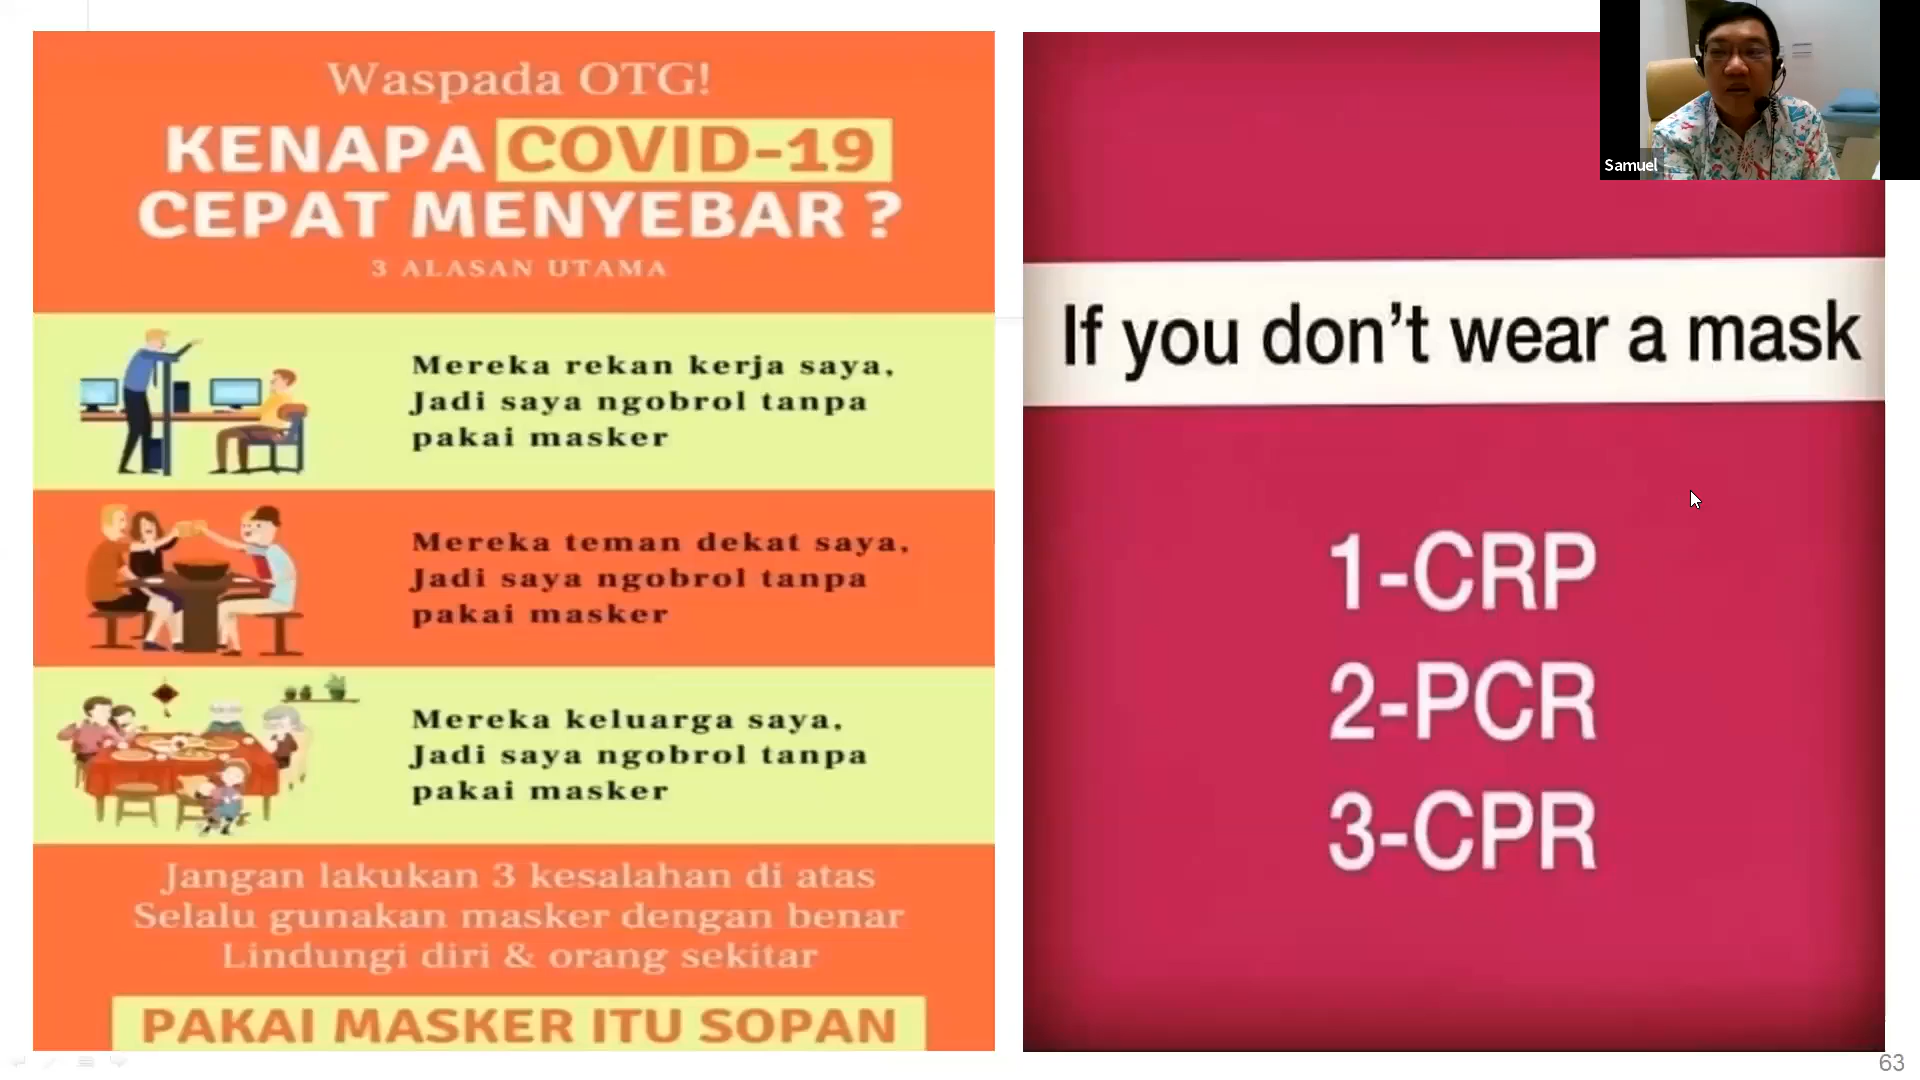 Waspada OTG!
KENAPA COVID-19
CEPAT MENYEBAR ?
3 ALASAN UTAMA
Mereka rekan kerja saya,
Jadi saya ngobrol tanpa
pakai masker
Mereka teman dekat saya,
Jadi saya ngobrol tanpa
pakai masker
Mereka keluarga saya,
Jadi saya ngobrol tanpa
pakai masker
Jangan lakukan 3 kesalahan di atas
Selalu gunakan masker dengan benar
Lindungi diri & orang sekitar
PAKAI MASKER ITU SOPAN
If you don't wear a mask
1-CRP
2-PCR
3-CPR
Samuel
63